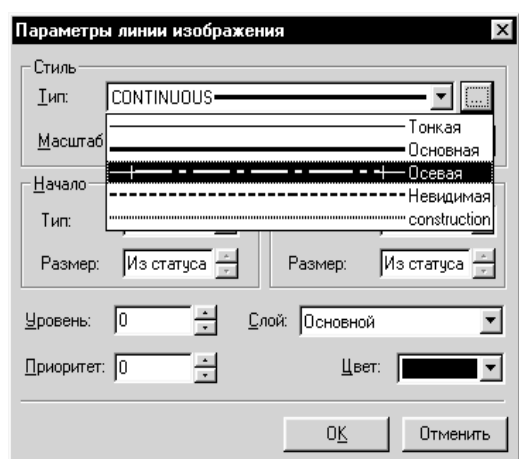 Параметры линии изображения
Стиль
Тип: CONTINUOUS ...
Тонкая
Масштаб
Основная
Осевая
Начало
Невидимая
Тип: construction
Размер: Из статуса Размер: Из статуса
Уровень: 0 Слой: Основной
Приоритет: 0 Цвет:
OK Отменить